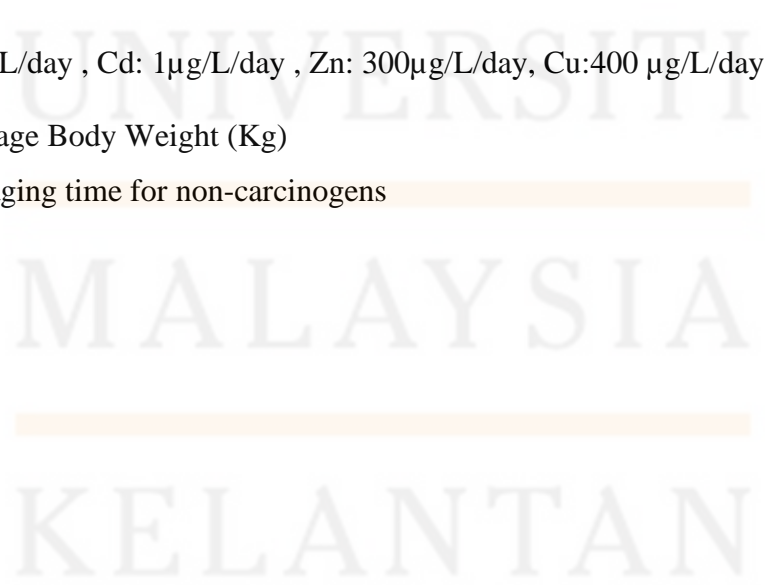 UNIVERSITI
L/day , Cd: 1µg/L/day , Zn: 300µg/L/day, Cu:400 µg/L/day
age Body Weight (Kg)
ging time for non-carcinogens
MALAYSIA
KELANTAN